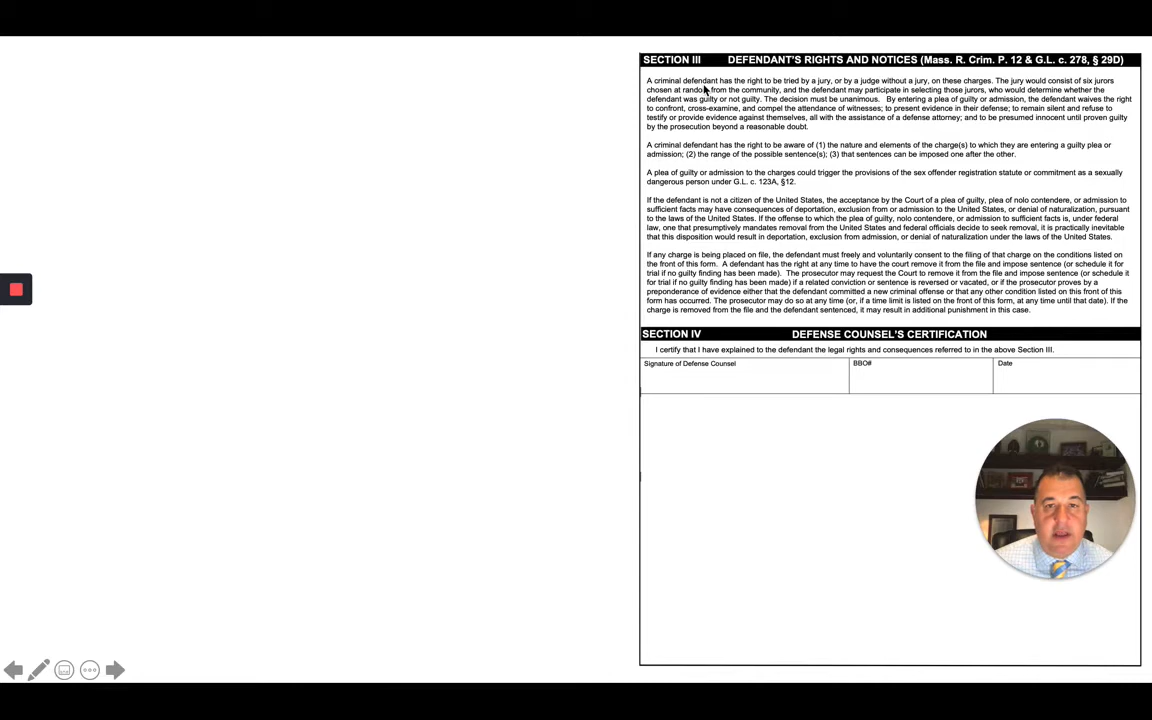 SECTION III DEFENDANT'S RIGHTS AND NOTICES (Mass. R. Crim. P. 12 & G.L. c. 278, § 29D)
A criminal defendant has the right to be tried by a jury, or by a judge without a jury, on these charges. The jury would consist of six jurors
chosen at random from the community, and the defendant may participate in selecting those jurors, who would determine whether the
defendant was guilty or not guilty. The decision must be unanimous. By entering a plea of guilty or admission, the defendant waives the right
to confront, cross-examine, and compel the attendance of witnesses; to present evidence in their defense; to remain silent and refuse to
testify or provide evidence against themselves, all with the assistance of a defense attorney; and to be presumed innocent until proven guilty
by the prosecution beyond a reasonable doubt.
A criminal defendant has the right to be aware of (1) the nature and elements of the charge(s) to which they are entering a guilty plea or
admission; (2) the range of the possible sentence(s); (3) that sentences can be imposed one after the other.
A plea of guilty or admission to the charges could trigger the provisions of the sex offender registration statute or commitment as a sexually
dangerous person under G.L. c. 123A, §12.
If the defendant is not a citizen of the United States, the acceptance by the Court of a plea of guilty, plea of nolo contendere, or admission to
sufficient facts may have consequences of deportation, exclusion from or admission to the United States, or denial of naturalization, pursuant
to the laws of the United States. If the offense to which the plea of guilty, nolo contendere, or admission to sufficient facts is, under federal
law, one that presumptively mandates removal from the United States and federal officials decide to seek removal, it is practically inevitable
that this disposition would result in deportation, exclusion from admission, or denial of naturalization under the laws of the United States.
If any charge is being placed on file, the defendant must freely and voluntarily consent to the filing of that charge on the conditions listed on
the front of this form. A defendant has the right at any time to have the court remove it from the file and impose sentence (or schedule it for
trial if no guilty finding has been made). The prosecutor may request the Court to remove it from the file and impose sentence (or schedule it
for trial if no guilty finding has been made) if a related conviction or sentence is reversed or vacated, or if the prosecutor proves by a
preponderance of evidence either that the defendant committed a new criminal offense or that any other condition listed on this front of this
form has occurred. The prosecutor may do so at any time (or, if a time limit is listed on the front of this form, at any time until that date). If the
charge is removed from the file and the defendant sentenced, it may result in additional punishment in this case.
SECTION IV DEFENSE COUNSEL'S CERTIFICATION
I certify that I have explained to the defendant the legal rights and consequences referred to in the above Section III.
Signature of Defense Counsel BBO# Date